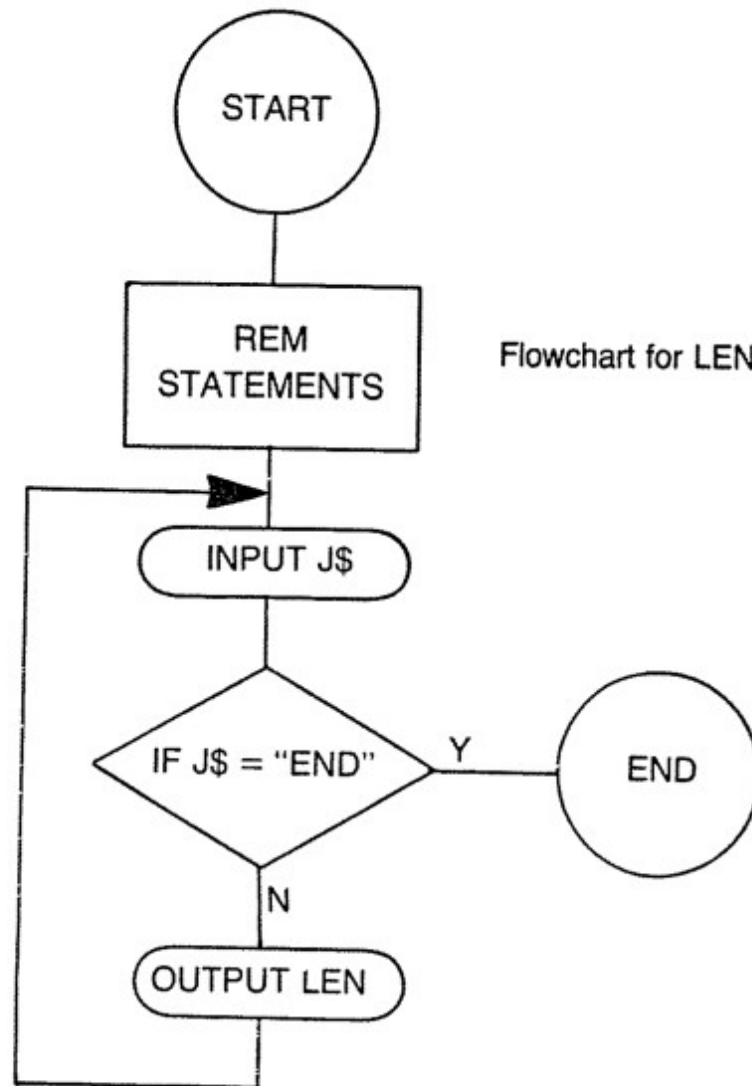 START
REM
STATEMENTS
Flowchart for LEN
INPUT J$
IF J$ = “END”
Y
END
N
OUTPUT LEN